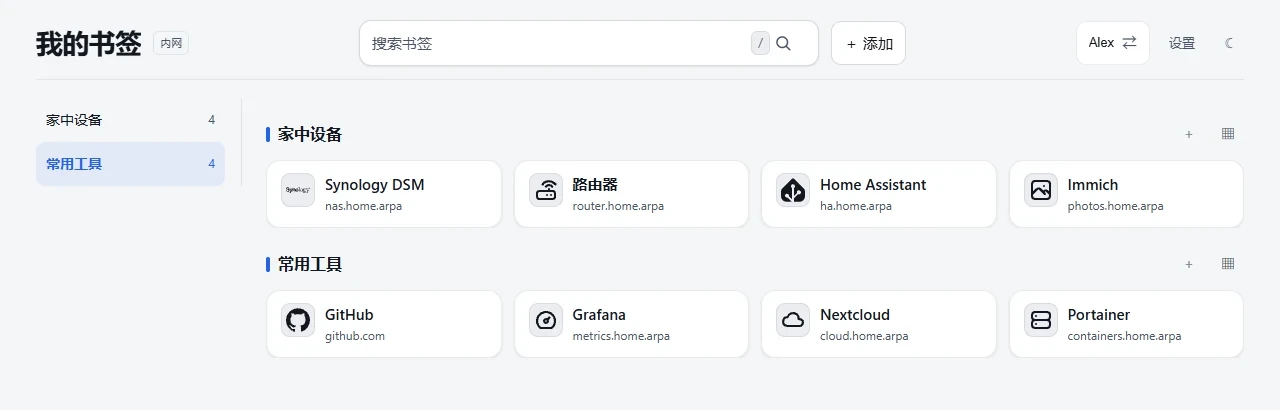 我的书签 内网 搜索书签 / + 添加 Alex 设置
家中设备 4
常用工具 4
家中设备 +
Synology Synology DSM
nas.home.arpa
路由器
router.home.arpa
Home Assistant
ha.home.arpa
Immich
photos.home.arpa
常用工具 +
GitHub
github.com
Grafana
metrics.home.arpa
Nextcloud
cloud.home.arpa
Portainer
containers.home.arpa